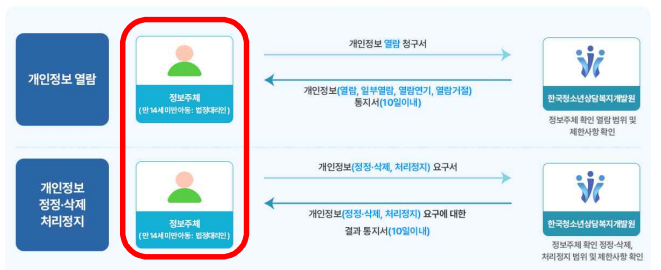 개인정보 열람
정보주체
(만14세미만아동: 법정대리인)
개인정보 열람 청구서
개인정보(열람, 일부열람, 열람연기, 열람거절)
통지서(10일이내)
한국청소년상담복지개발원
정보주체 확인 열람 범위 및
제한사항 확인
개인정보
정정·삭제
처리정지
정보주체
(만14세미만아동: 법정대리인)
개인정보(정정·삭제, 처리정지) 요구서
개인정보(정정·삭제, 처리정지) 요구에 대한
결과 통지서(10일이내)
한국청소년상담복지개발원
정보주체 확인 정정·삭제,
처리정지 범위 및 제한사항 확인